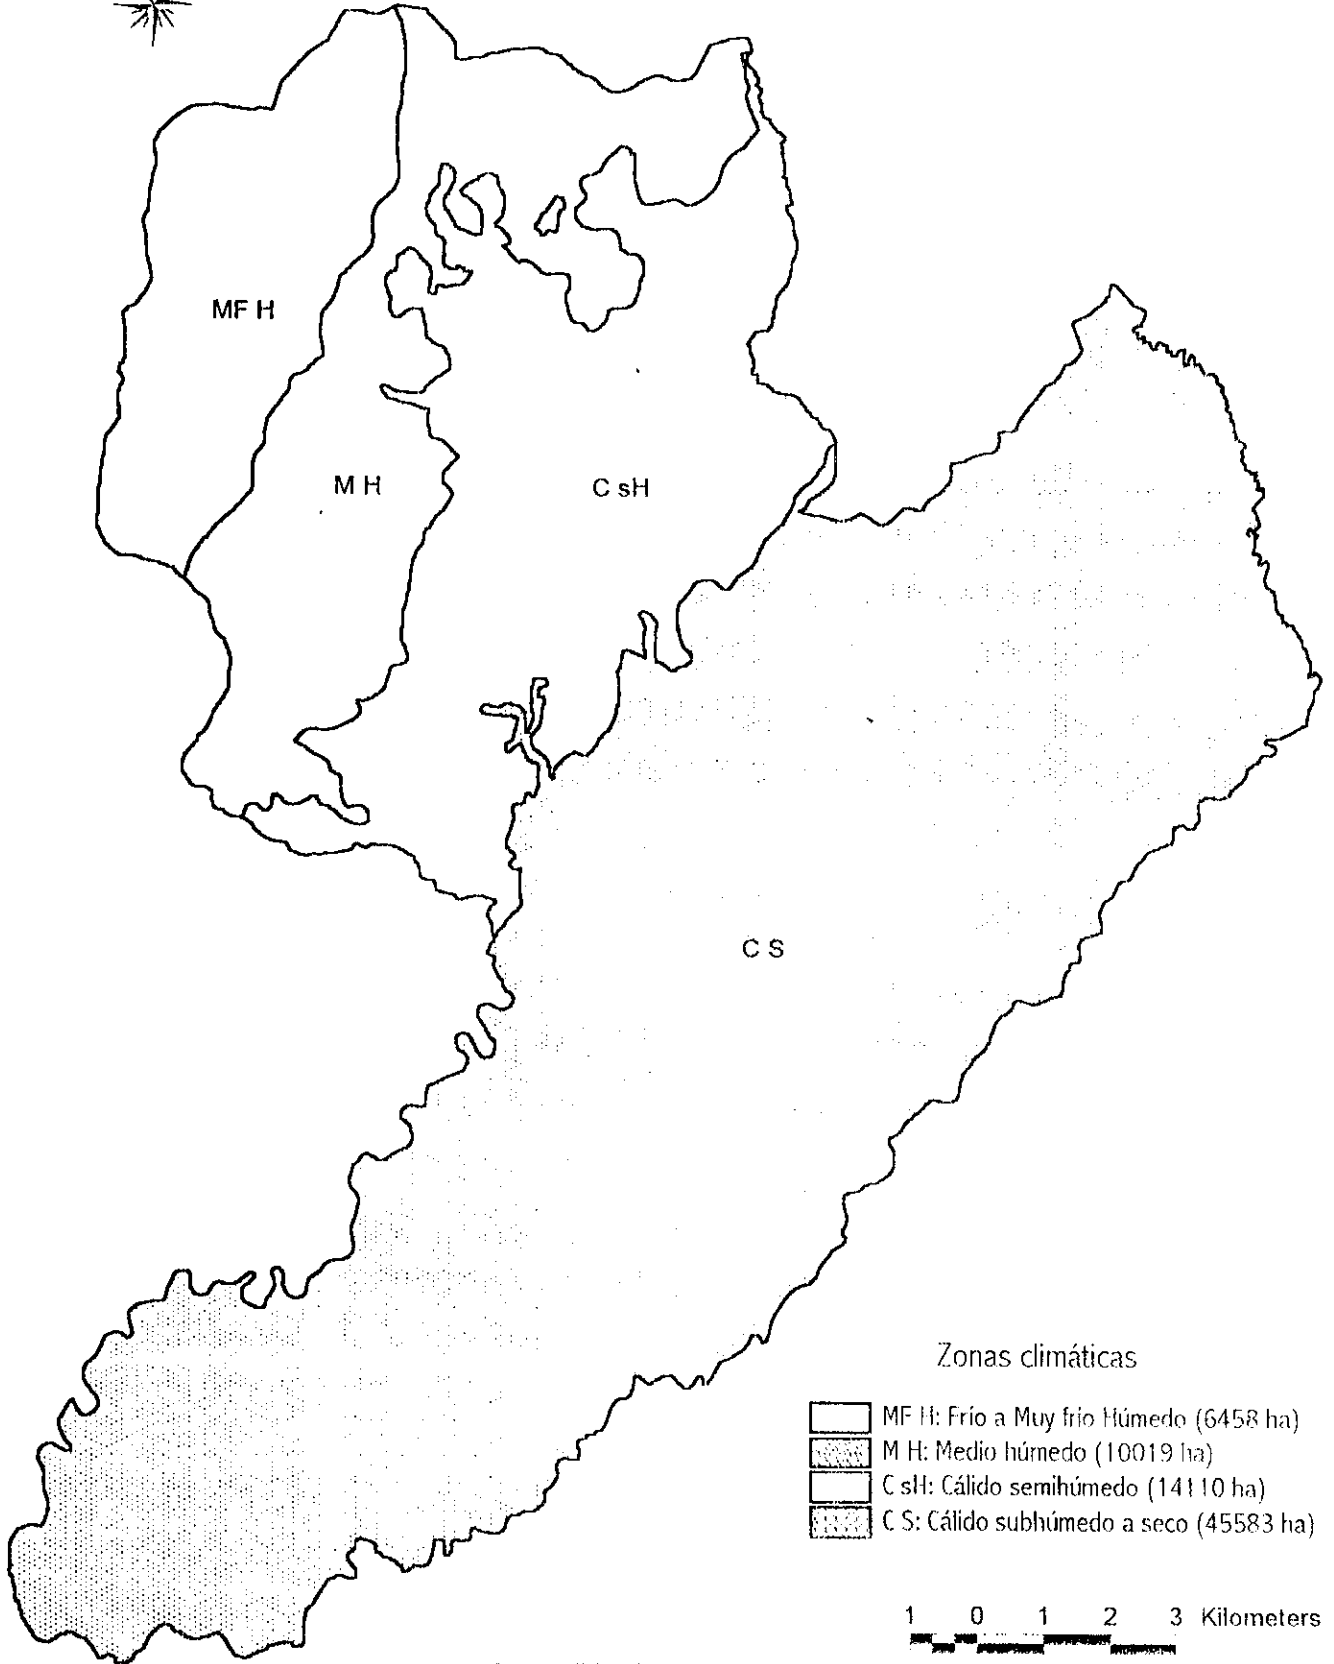 MF H
M H
C sH
C S
Zonas climáticas
MF H: Frío a Muy frío Húmedo (6458 ha)
M H: Medio húmedo (10019 ha)
C sH: Cálido semihúmedo (14110 ha)
C S: Cálido subhúmedo a seco (45583 ha)
1 0 1 2 3 Kilometers